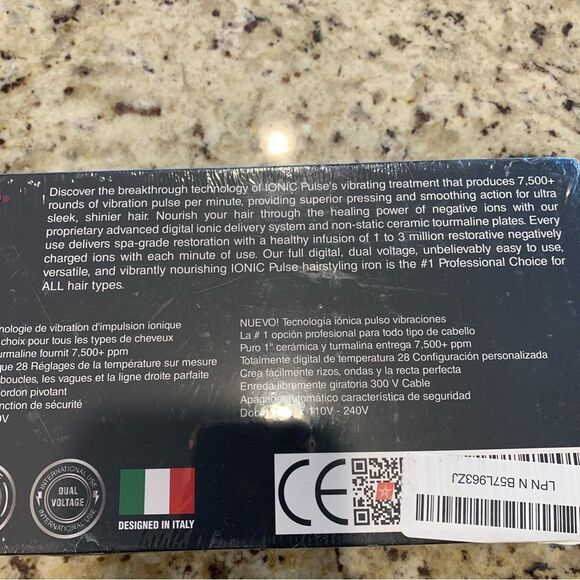 Discover the breakthrough technology of IONIC Pulse's vibrating treatment that produces 7,500+
rounds of vibration pulse per minute, providing superior pressing and smoothing action for ultra
sleek, shinier hair. Nourish your hair through the healing power of negative ions with our
proprietary advanced digital ionic delivery system and non-static ceramic tourmaline plates. Every
use delivers spa-grade restoration with a healthy infusion of 1 to 3 million restorative negatively
charged ions with each minute of use. Our full digital, dual voltage, unbelievably easy to use,
versatile, and vibrantly nourishing IONIC Pulse hairstyling iron is the #1 Professional Choice for
ALL hair types.
nologie de vibration d'impulsion ionique
choix pour tous les types de cheveux
urmaline fournit 7,500+ ppm
que 28 Réglages de la température sur mesure
boucles, les vagues et la ligne droite parfaite
ordon pivotant
nction de sécurité
0V
NUEVO! Tecnología iónica pulso vibraciones
La # 1 opción profesional para todo tipo de cabello
Puro 1" cerámica y turmalina entrega 7,500+ ppm
Totalmente digital de temperatura 28 Configuración personalizada
Crea fácilmente rizos, ondas y la recta perfecta
Enreda libremente giratoria 300 V Cable
Apagado automático característica de seguridad
110V - 240V
INTERNATIONAL USE
DUAL
VOLTAGE
INTERNATIONAL USE
DESIGNED IN ITALY
CE
LPN N B57L963ZJ